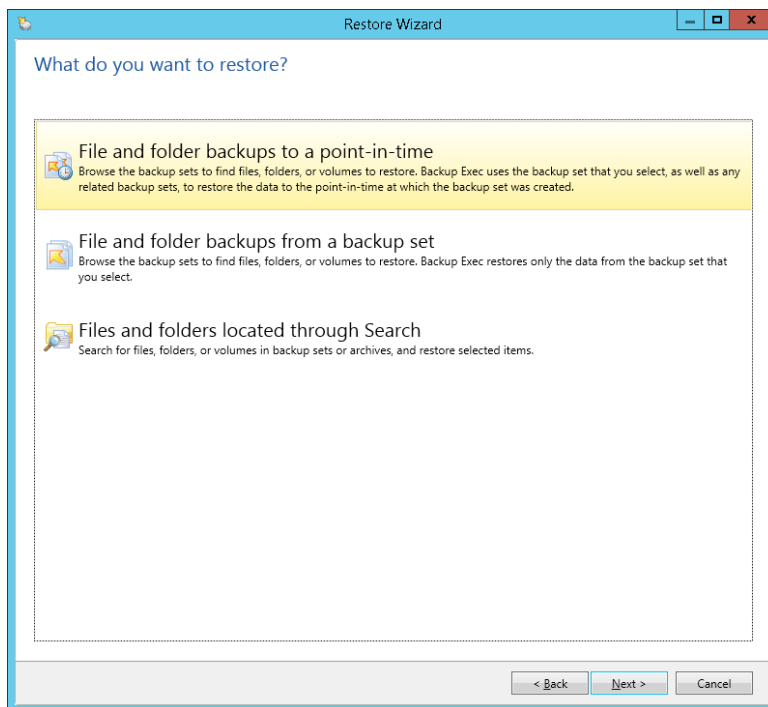 Restore Wizard
What do you want to restore?
File and folder backups to a point-in-time
Browse the backup sets to find files, folders, or volumes to restore. Backup Exec uses the backup set that you select, as well as any
related backup sets, to restore the data to the point-in-time at which the backup set was created.
File and folder backups from a backup set
Browse the backup sets to find files, folders, or volumes to restore. Backup Exec restores only the data from the backup set that
you select.
Files and folders located through Search
Search for files, folders, or volumes in backup sets or archives, and restore selected items.
< Back Next > Cancel